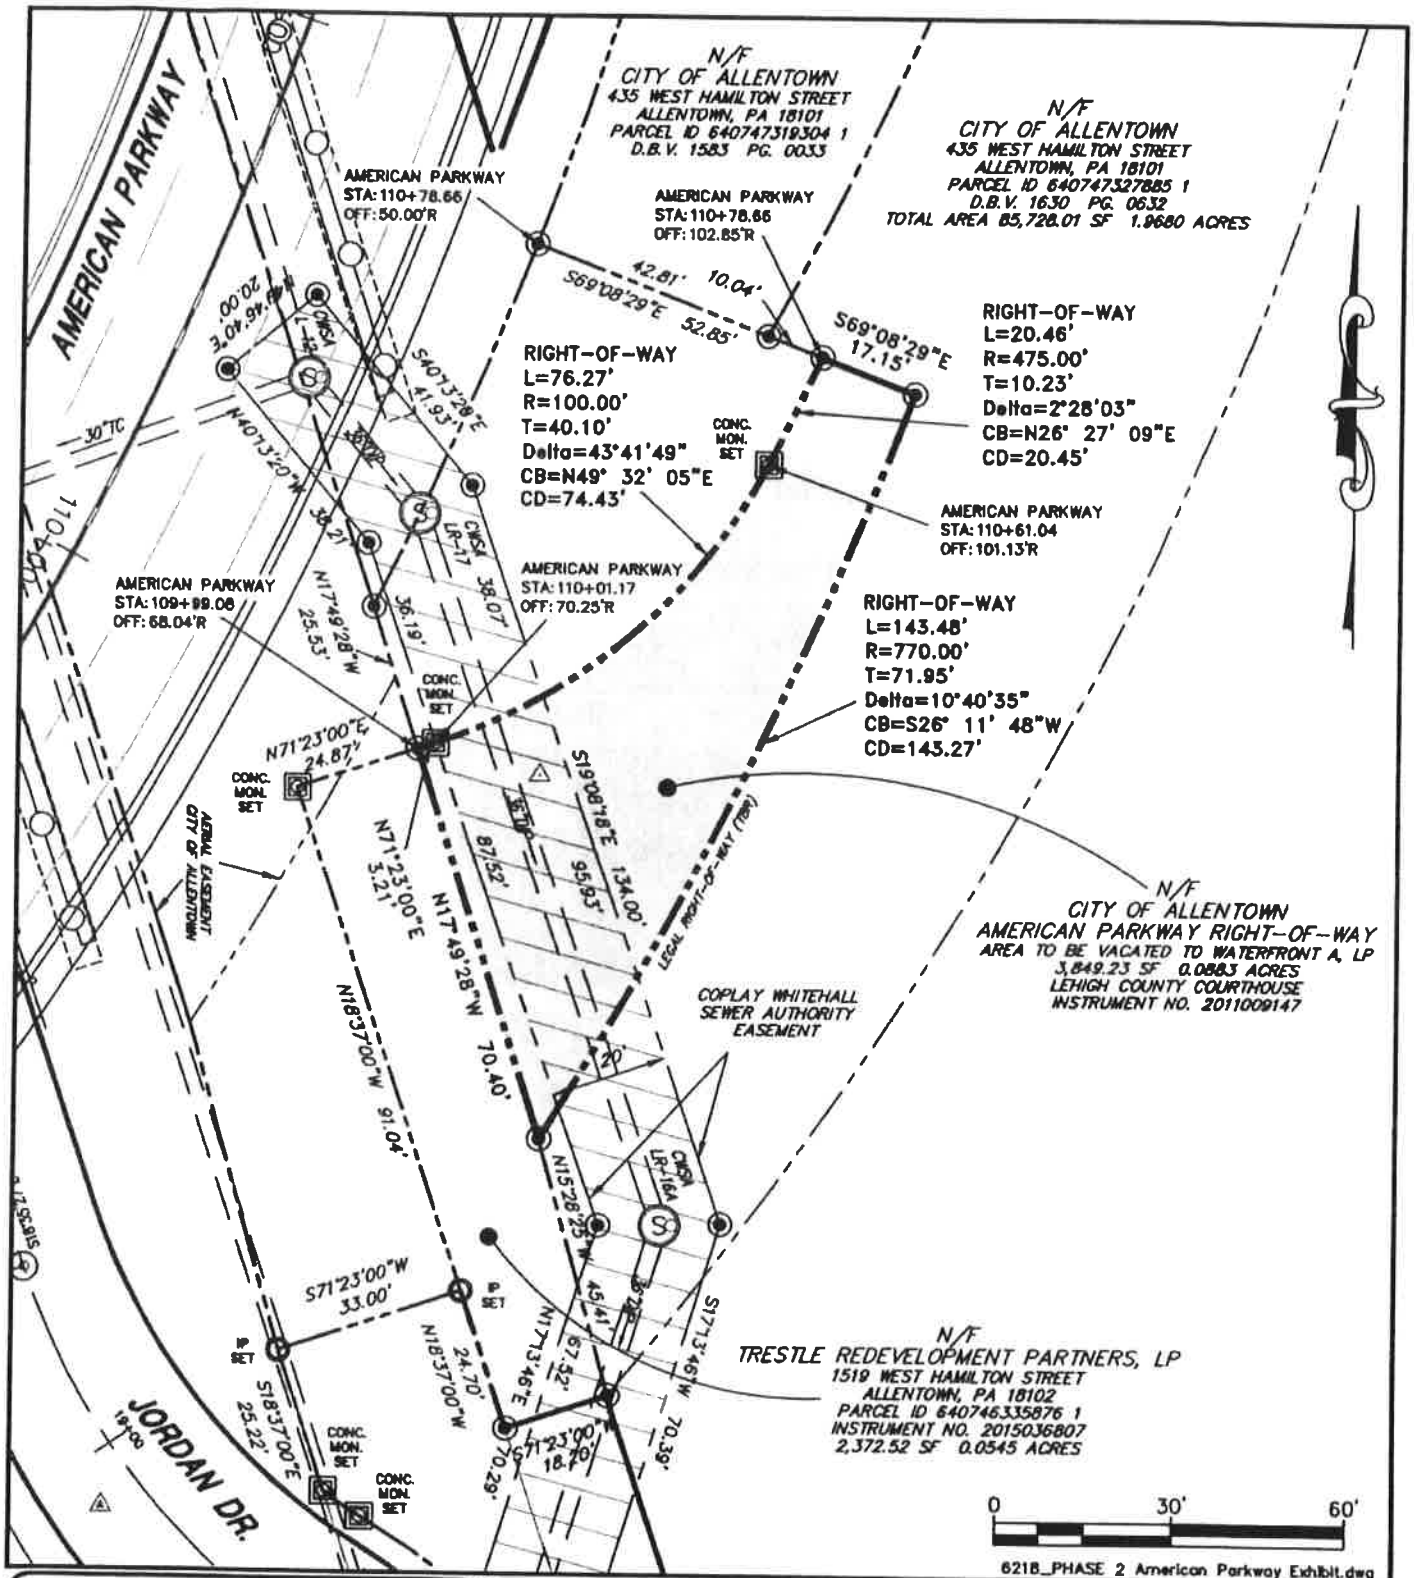 AMERICAN PARKWAY
N/F
CITY OF ALLENTOWN
435 WEST HAMILTON STREET
ALLENTOWN, PA 18101
PARCEL ID 640747319304 1
D.B.V. 1583 PG. 0033
N/F
CITY OF ALLENTOWN
435 WEST HAMILTON STREET
ALLENTOWN, PA 18101
PARCEL ID 640747327885 1
D.B.V. 1630 PG. 0632
TOTAL AREA 85,728.01 SF 1.9680 ACRES
AMERICAN PARKWAY
STA:110+78.66
OFF:50.00'R
AMERICAN PARKWAY
STA:110+78.66
OFF:102.85'R
42.81'
10.04'
S69°08'29"E
52.85'
S69°08'29"E
17.15'
RIGHT-OF-WAY
L=20.46'
R=475.00'
T=10.23'
Delta=2°28'03"
CB=N26° 27' 09"E
CD=20.45'
RIGHT-OF-WAY
L=76.27'
R=100.00'
T=40.10'
Delta=43°41'49"
CB=N49° 32' 05"E
CD=74.43'
CONC.
MON.
SET
AMERICAN PARKWAY
STA:110+61.04
OFF:101.13'R
20.00'
CWSA
S
S40°13'20"E
41.93'
30"TC
N40°13'20"W
38.21'
110+00
S
CWSA
LR-17
38.07'
AMERICAN PARKWAY
STA:109+99.06
OFF:68.04'R
AMERICAN PARKWAY
STA:110+01.17
OFF:70.25'R
N17°49'28"W
25.53'
36.19'
RIGHT-OF-WAY
L=143.48'
R=770.00'
T=71.95'
Delta=10°40'35"
CB=S26° 11' 48"W
CD=143.27'
CONC.
MON.
SET
N71°23'00"E
24.87'
CONC.
MON.
SET
AERIAL EASEMENT
CITY OF ALLENTOWN
N71°23'00"E
3.21'
N17°49'28"W
70.40'
87.52'
S19°08'18"E
134.00'
95.93'
LEGAL RIGHT-OF-WAY (TBR)
N/F
CITY OF ALLENTOWN
AMERICAN PARKWAY RIGHT-OF-WAY
AREA TO BE VACATED TO WATERFRONT A, LP
3,849.23 SF 0.0883 ACRES
LEHIGH COUNTY COURTHOUSE
INSTRUMENT NO. 2011009147
COPLAY WHITEHALL
SEWER AUTHORITY
EASEMENT
20'
N18°37'00"W
91.04'
CWSA
LR-16A
S
N15°28'25"W
45.41'
S71°23'00"W
33.00'
IP
SET
IP
SET
N18°37'00"W
24.70'
N17°13'46"E
67.52'
70.29'
S71°23'00"
18.70'
S17°13'46"W
70.39'
S18°37'00"E
25.22'
CONC.
MON.
SET
CONC.
MON.
SET
JORDAN DR.
19+00
N/F
TRESTLE REDEVELOPMENT PARTNERS, LP
1519 WEST HAMILTON STREET
ALLENTOWN, PA 18102
PARCEL ID 640746335876 1
INSTRUMENT NO. 2015036807
2,372.52 SF 0.0545 ACRES
0 30' 60'
6218_PHASE 2 American Parkway Exhibit.dwg